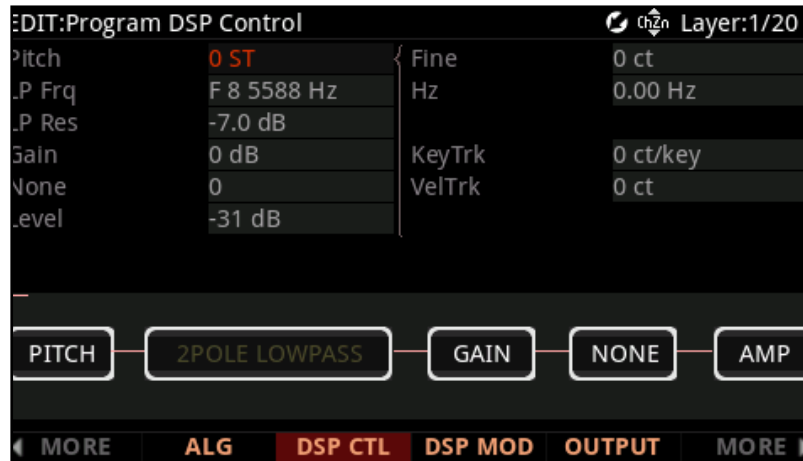 EDIT:Program DSP Control ChZn Layer:1/20
Pitch 0 ST Fine 0 ct
LP Frq F 8 5588 Hz Hz 0.00 Hz
LP Res -7.0 dB
Gain 0 dB KeyTrk 0 ct/key
None 0 VelTrk 0 ct
Level -31 dB
PITCH 2POLE LOWPASS GAIN NONE AMP
MORE ALG DSP CTL DSP MOD OUTPUT MORE